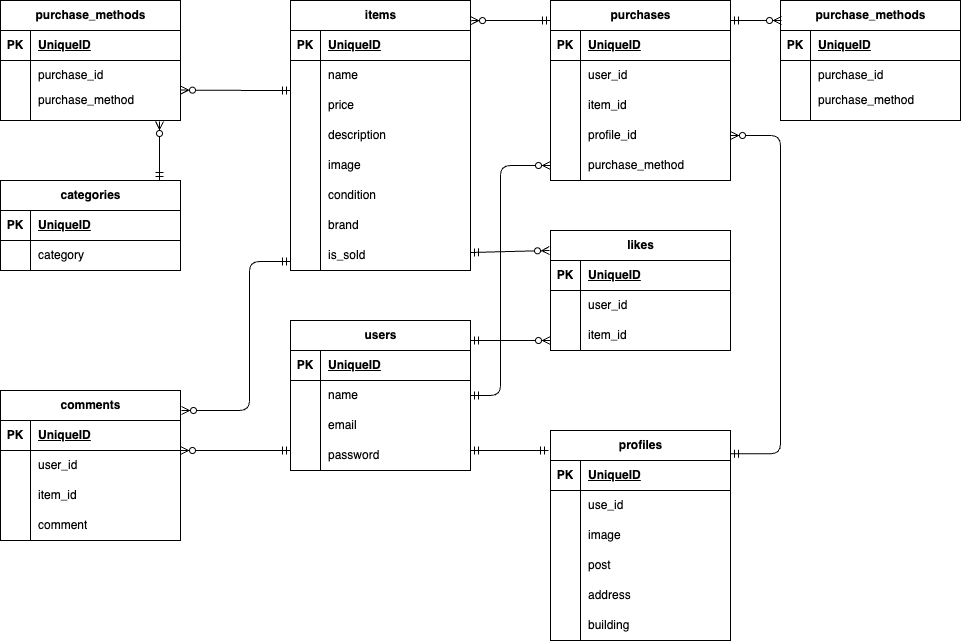 purchase_methods
PK UniqueID
purchase_id
purchase_method
categories
PK UniqueID
category
comments
PK UniqueID
user_id
item_id
comment
items
PK UniqueID
name
price
description
image
condition
brand
is_sold
users
PK UniqueID
name
email
password
purchases
PK UniqueID
user_id
item_id
profile_id
purchase_method
likes
PK UniqueID
user_id
item_id
profiles
PK UniqueID
use_id
image
post
address
building
purchase_methods
PK UniqueID
purchase_id
purchase_method